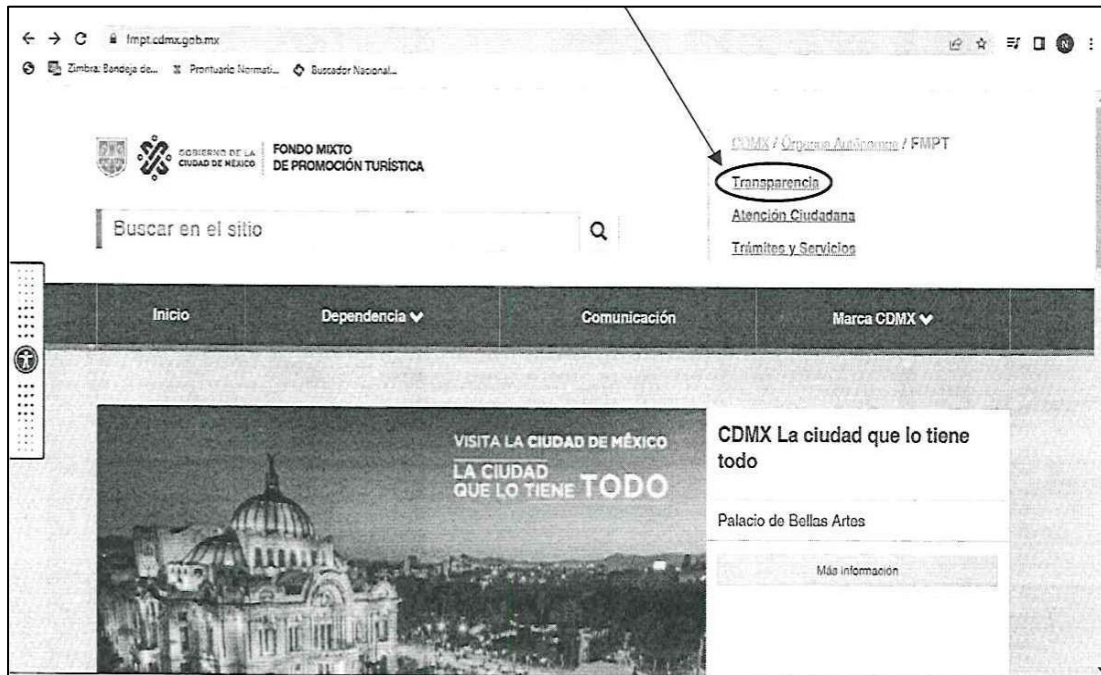 fmpt.cdmx.gob.mx
Zimbra: Bandeja de... Prontuario Normati... Buscador Nacional...
GOBIERNO DE LA
CIUDAD DE MÉXICO
FONDO MIXTO
DE PROMOCIÓN TURÍSTICA
CDMX / Órganos Autónomos / FMPT
Transparencia
Atención Ciudadana
Trámites y Servicios
Buscar en el sitio
Inicio Dependencia Comunicación Marca CDMX
VISITA LA CIUDAD DE MÉXICO
LA CIUDAD
QUE LO TIENE TODO
CDMX La ciudad que lo tiene
todo
Palacio de Bellas Artes
Más información
N